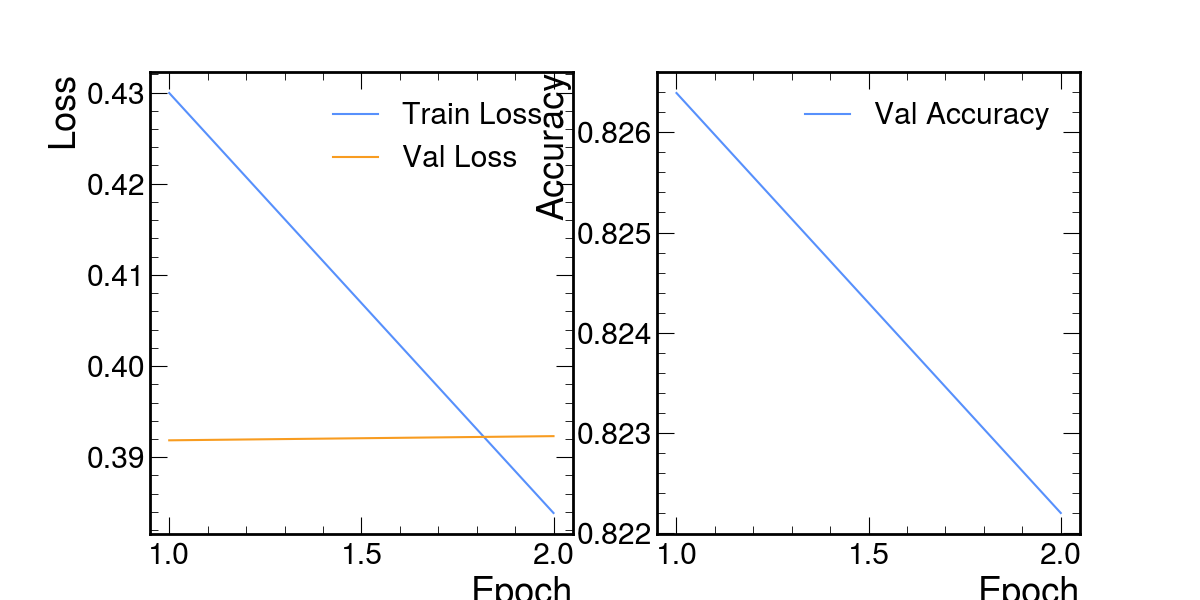 Loss
0.43
0.42
0.41
0.40
0.39
Train Loss
Val Loss
1.0
1.5
2.0
Epoch
Accuracy
0.826
0.825
0.824
0.823
0.822
Val Accuracy
1.0
1.5
2.0
Epoch